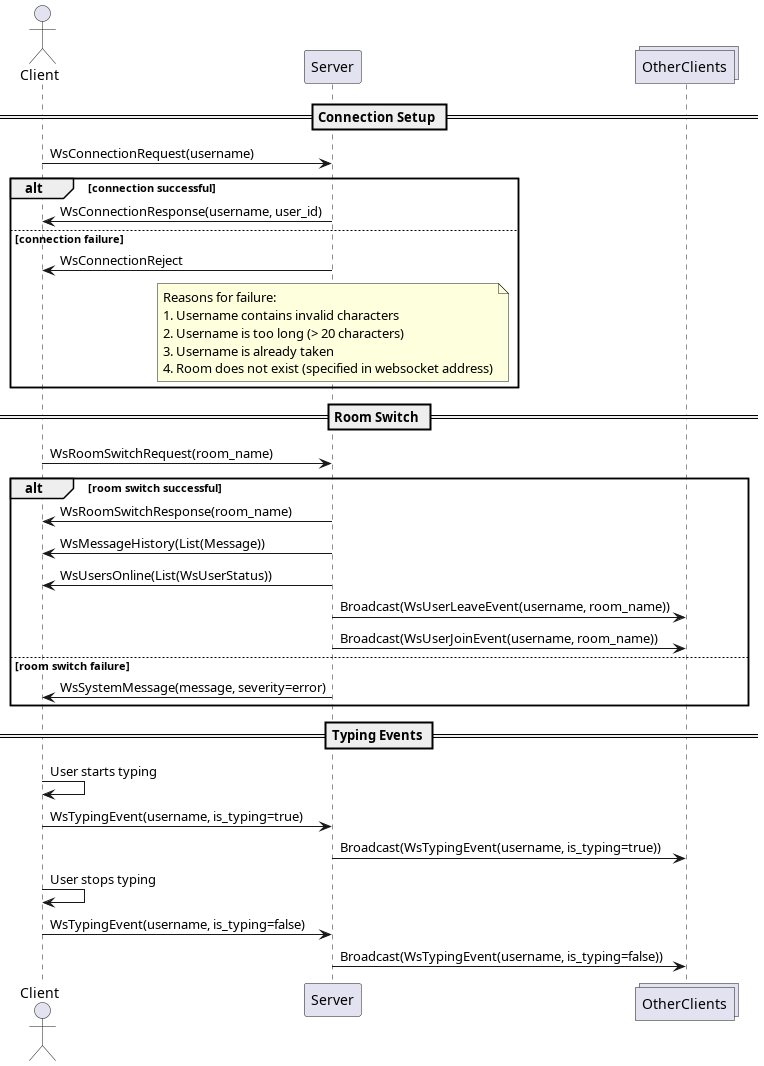 Client
Server
OtherClients
Connection Setup
WsConnectionRequest(username)
alt [connection successful]
WsConnectionResponse(username, user_id)
[connection failure]
WsConnectionReject
Reasons for failure:
1. Username contains invalid characters
2. Username is too long (> 20 characters)
3. Username is already taken
4. Room does not exist (specified in websocket address)
Room Switch
WsRoomSwitchRequest(room_name)
alt [room switch successful]
WsRoomSwitchResponse(room_name)
WsMessageHistory(List(Message))
WsUsersOnline(List(WsUserStatus))
Broadcast(WsUserLeaveEvent(username, room_name))
Broadcast(WsUserJoinEvent(username, room_name))
[room switch failure]
WsSystemMessage(message, severity=error)
Typing Events
User starts typing
WsTypingEvent(username, is_typing=true)
Broadcast(WsTypingEvent(username, is_typing=true))
User stops typing
WsTypingEvent(username, is_typing=false)
Broadcast(WsTypingEvent(username, is_typing=false))
Client
Server
OtherClients